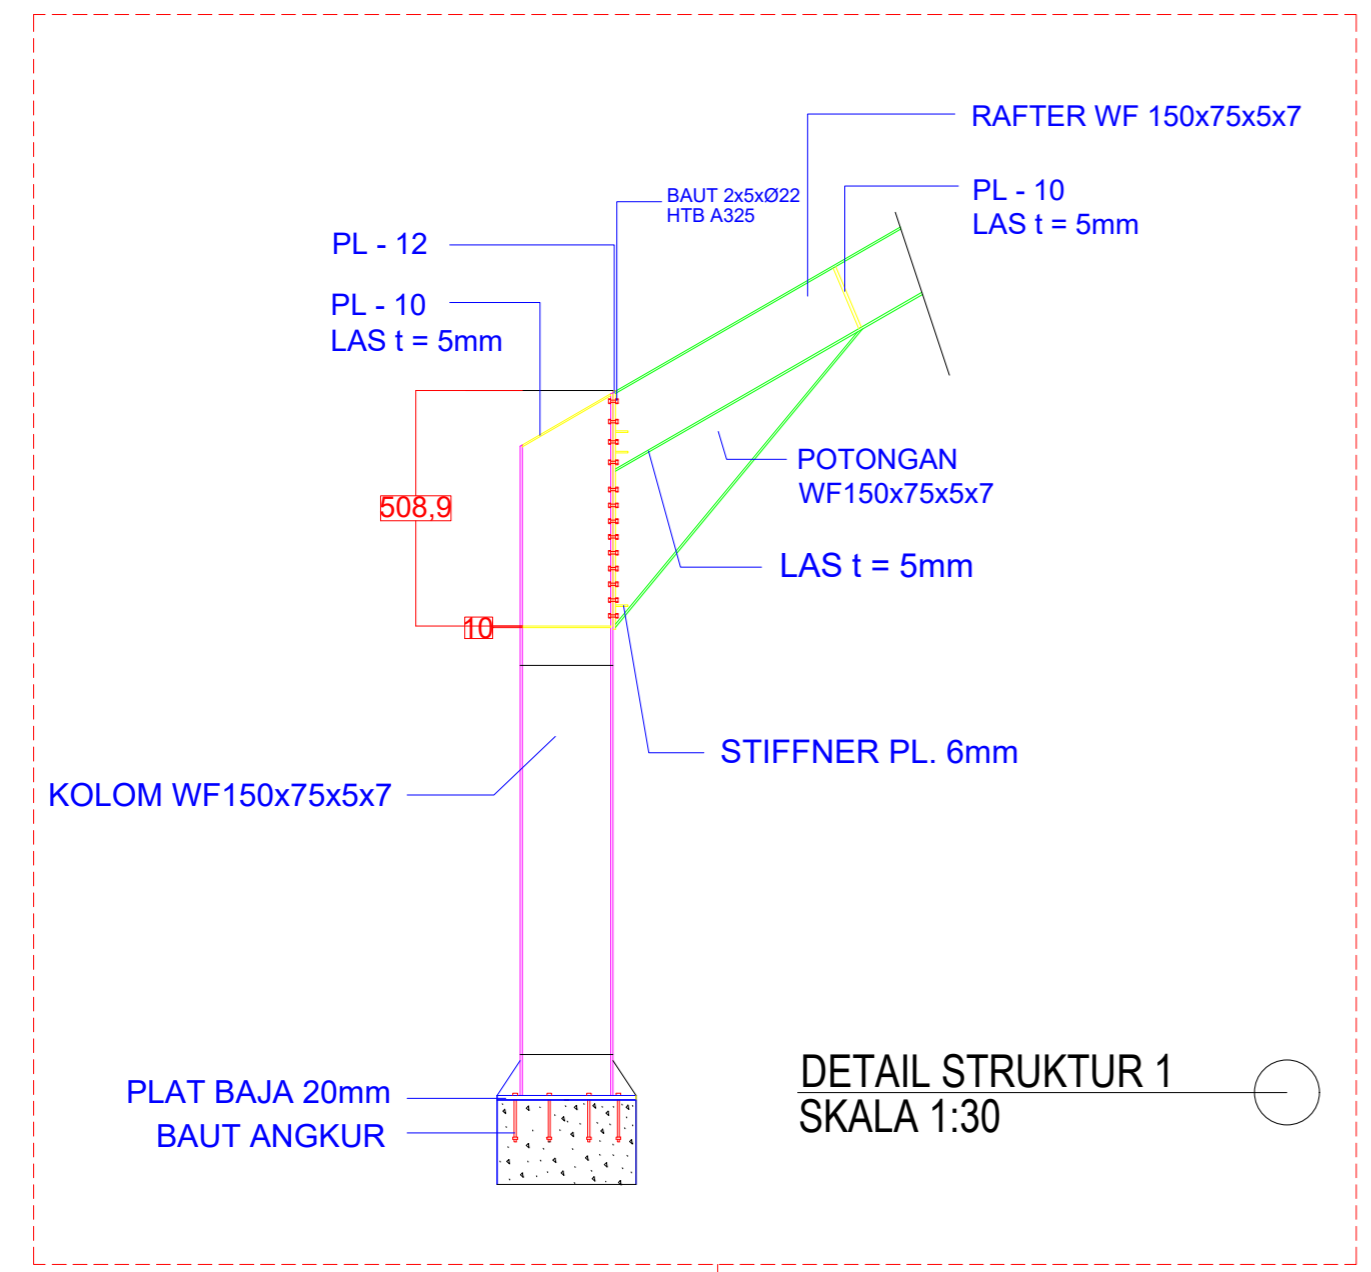 RAFTER WF 150x75x5x7
BAUT 2x5xØ22
HTB A325
PL - 10
LAS t = 5mm
PL - 12
PL - 10
LAS t = 5mm
POTONGAN
WF150x75x5x7
508,9
LAS t = 5mm
10
STIFFNER PL. 6mm
KOLOM WF150x75x5x7
DETAIL STRUKTUR 1
SKALA 1:30
PLAT BAJA 20mm
BAUT ANGKUR